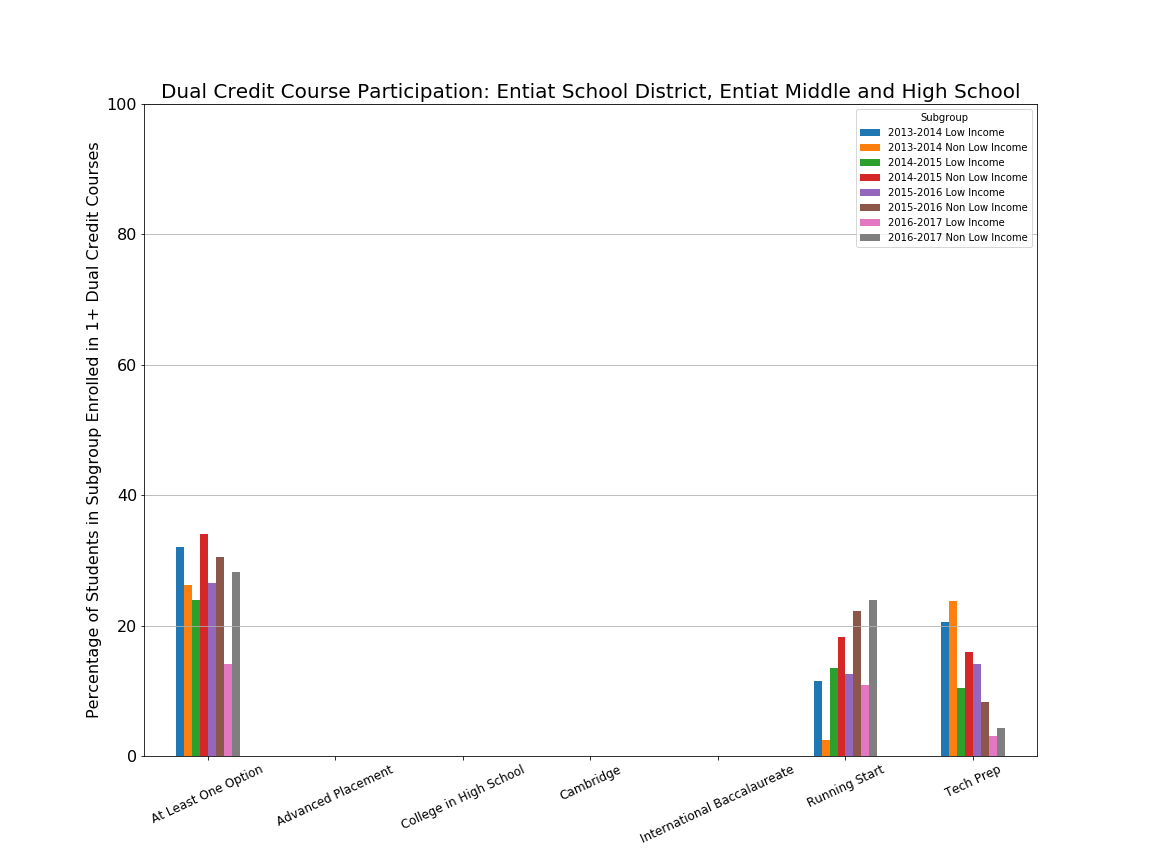 Dual Credit Course Participation: Entiat School District, Entiat Middle and High School
Percentage of Students in Subgroup Enrolled in 1+ Dual Credit Courses
100
80
60
40
20
0
Subgroup
2013-2014 Low Income
2013-2014 Non Low Income
2014-2015 Low Income
2014-2015 Non Low Income
2015-2016 Low Income
2015-2016 Non Low Income
2016-2017 Low Income
2016-2017 Non Low Income
At Least One Option
Advanced Placement
College in High School
Cambridge
International Baccalaureate
Running Start
Tech Prep